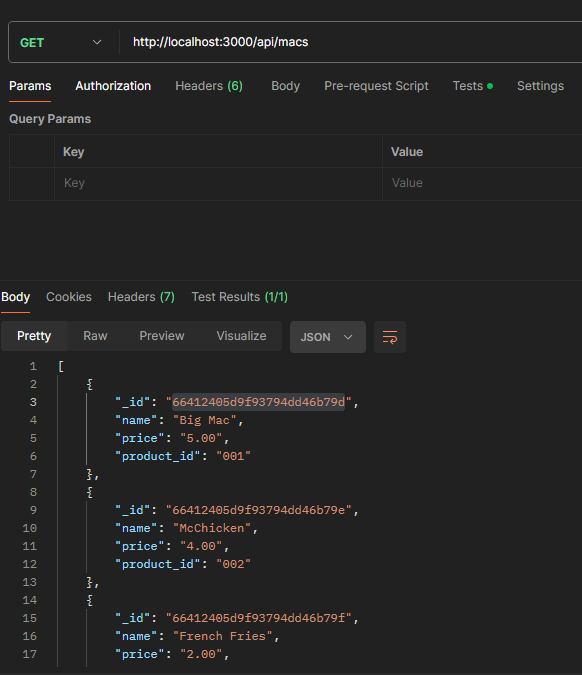 GET http://localhost:3000/api/macs
Params Authorization Headers (6) Body Pre-request Script Tests Settings
Query Params
Key Value
Key Value
Body Cookies Headers (7) Test Results (1/1)
Pretty Raw Preview Visualize JSON
1 [
2 {
3 "_id": "66412405d9f93794dd46b79d",
4 "name": "Big Mac",
5 "price": "5.00",
6 "product_id": "001"
7 },
8 {
9 "_id": "66412405d9f93794dd46b79e",
10 "name": "McChicken",
11 "price": "4.00",
12 "product_id": "002"
13 },
14 {
15 "_id": "66412405d9f93794dd46b79f",
16 "name": "French Fries",
17 "price": "2.00",